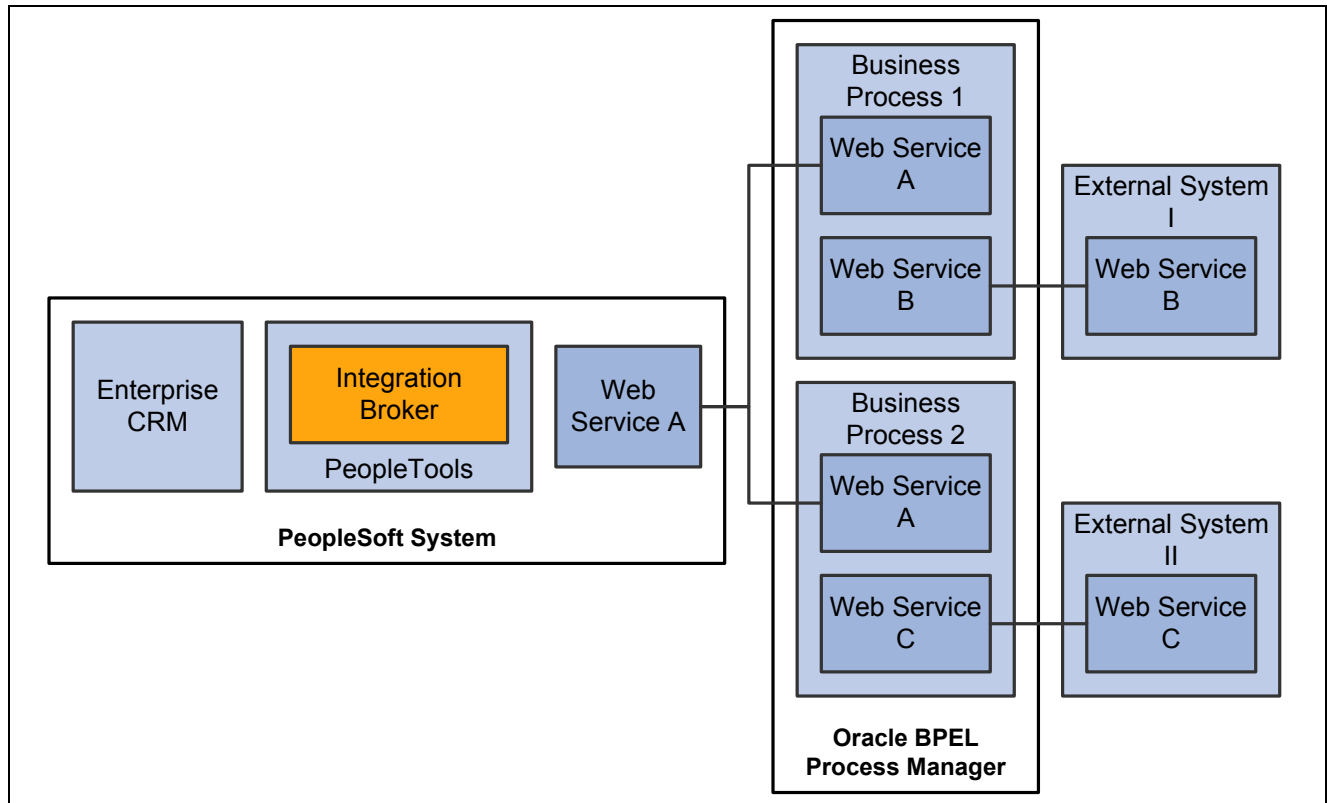 Business
Process 1
Web Service
A
Web Service
B
External System
I
Web Service
B
Enterprise
CRM
Integration
Broker
PeopleTools
Web
Service A
PeopleSoft System
Business
Process 2
Web Service
A
Web Service
C
External System
II
Web Service
C
Oracle BPEL
Process Manager